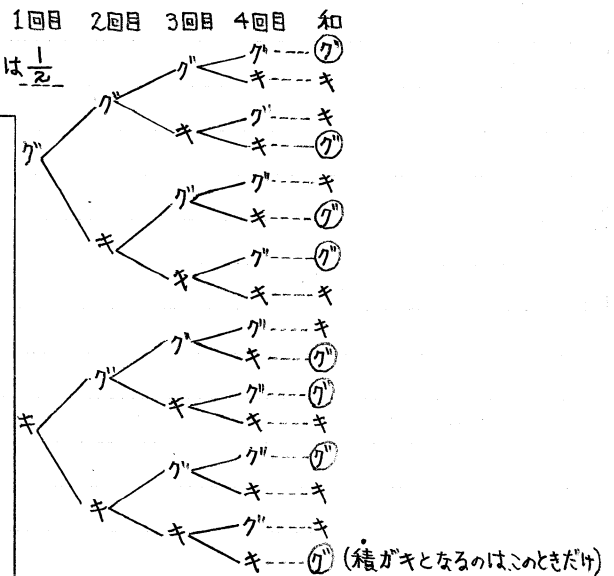 1回目 2回目 3回目 4回目 和
は 1/2
グ グ グ グ----グ
キ----キ
キ グ----キ
キ----グ
キ グ グ----キ
キ----グ
キ グ----グ
キ----キ
キ グ グ グ----キ
キ----グ
キ グ----グ
キ----キ
キ グ グ----グ
キ----キ
キ グ----キ
キ----グ (積がキとなるのは、このときだけ)